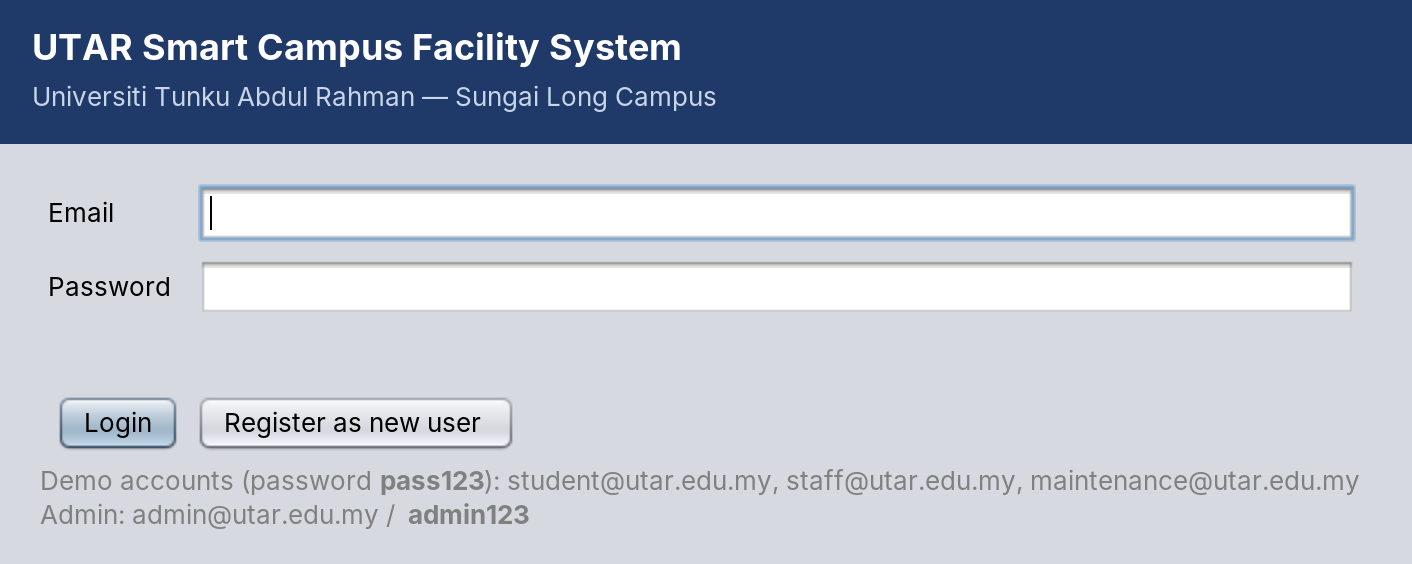 UTAR Smart Campus Facility System
Universiti Tunku Abdul Rahman — Sungai Long Campus
Email
Password
Login Register as new user
Demo accounts (password pass123): student@utar.edu.my, staff@utar.edu.my, maintenance@utar.edu.my
Admin: admin@utar.edu.my / admin123